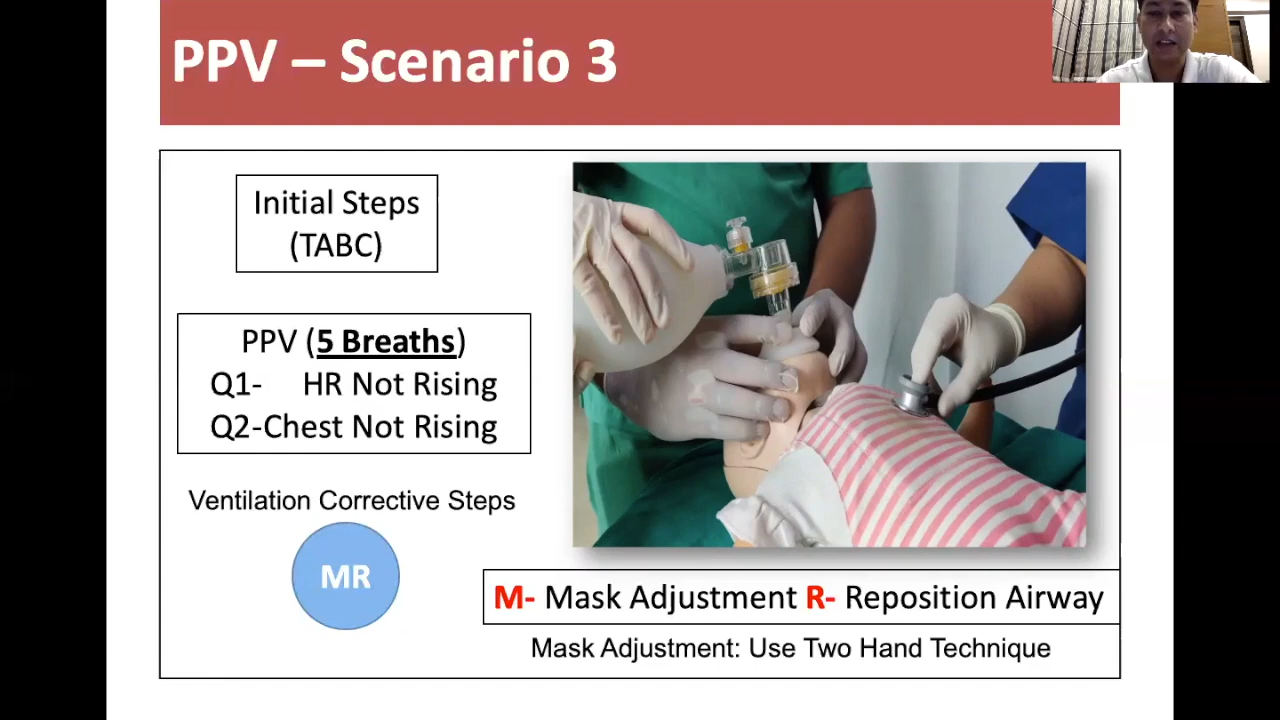 PPV – Scenario 3
Initial Steps
(TABC)
PPV (5 Breaths)
Q1- HR Not Rising
Q2-Chest Not Rising
Ventilation Corrective Steps
MR
M- Mask Adjustment R- Reposition Airway
Mask Adjustment: Use Two Hand Technique